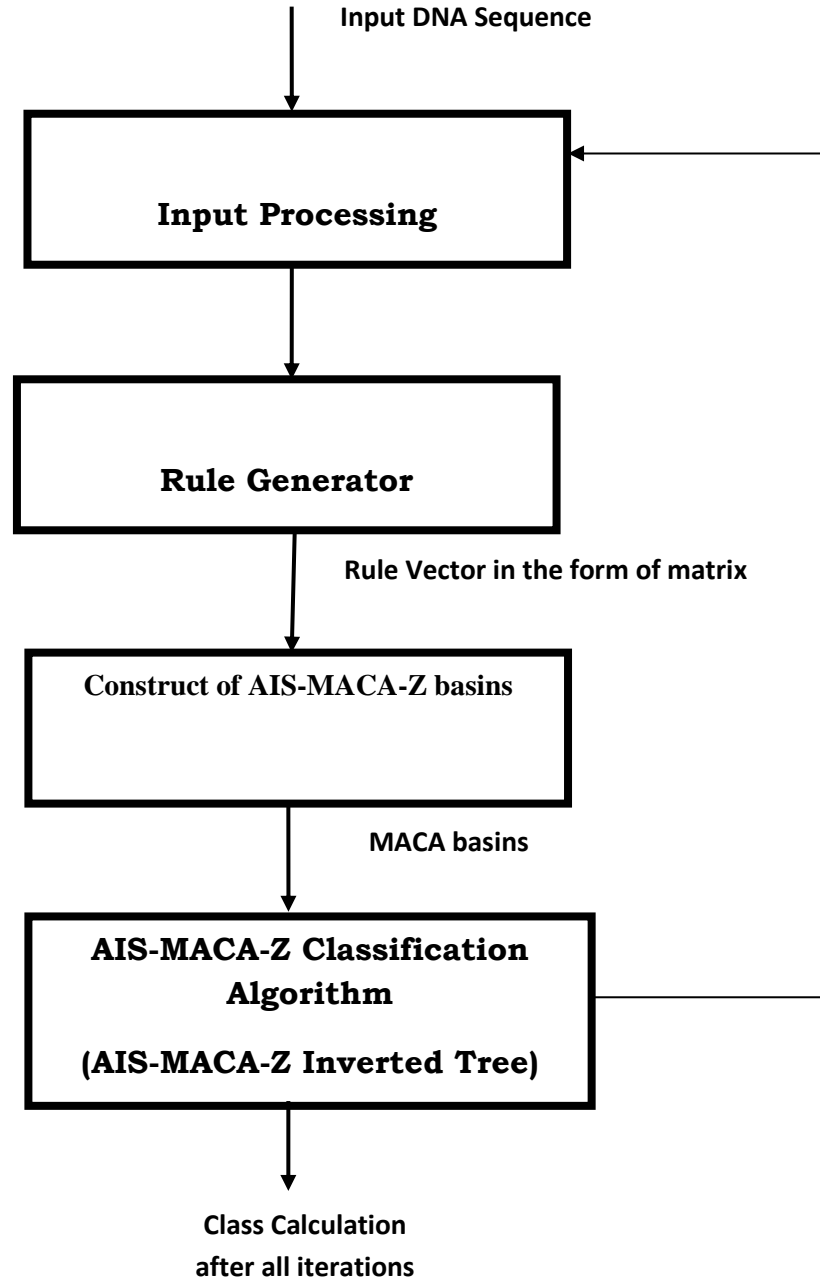 Input DNA Sequence
Input Processing
Rule Generator
Rule Vector in the form of matrix
Construct of AIS-MACA-Z basins
MACA basins
AIS-MACA-Z Classification
Algorithm
(AIS-MACA-Z Inverted Tree)
Class Calculation
after all iterations